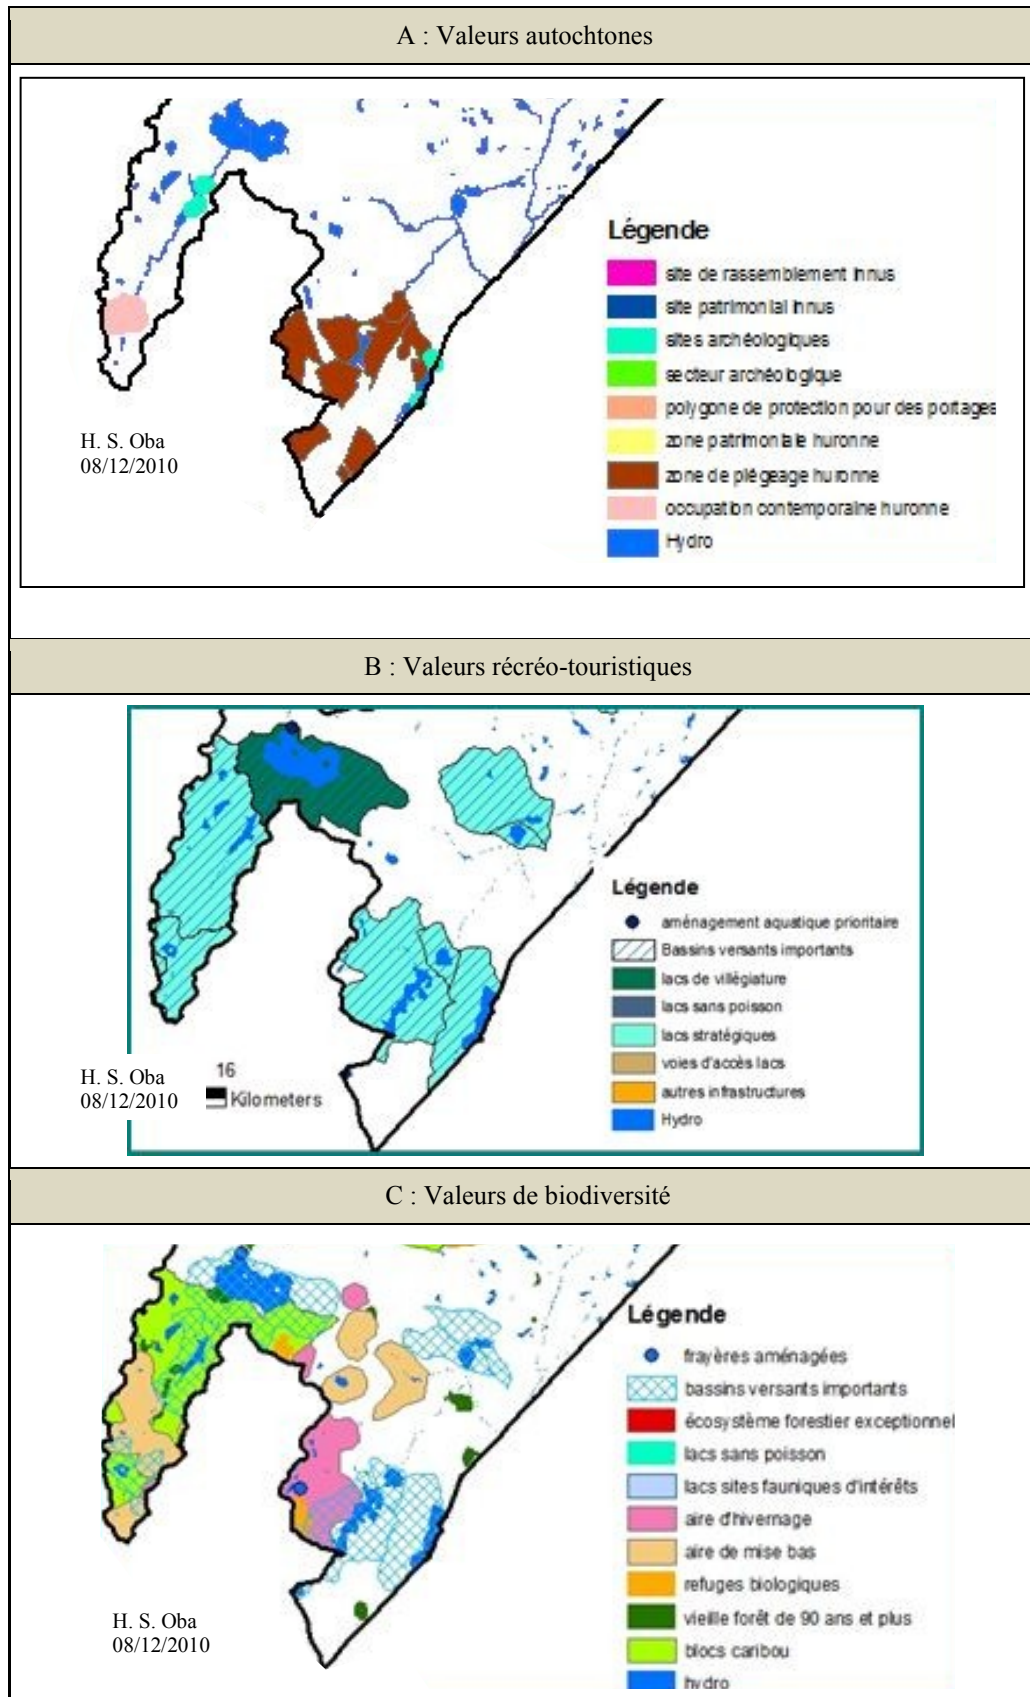 A : Valeurs autochtones
Légende
site de rassemblement Innus
site patrimonial Innus
sites archéologiques
secteur archéologique
polygone de protection pour des portages
zone patrimoniale huronne
zone de piégeage huronne
occupation contemporaine huronne
Hydro
H. S. Oba
08/12/2010
B : Valeurs récréo-touristiques
Légende
aménagement aquatique prioritaire
Bassins versants importants
lacs de villégiature
lacs sans poisson
lacs stratégiques
voies d'accès lacs
autres infrastructures
Hydro
H. S. Oba
08/12/2010
16
Kilometers
C : Valeurs de biodiversité
Légende
frayères aménagées
bassins versants importants
écosystème forestier exceptionnel
lacs sans poisson
lacs sites fauniques d'intérêts
aire d'hivernage
aire de mise bas
refuges biologiques
vieille forêt de 90 ans et plus
blocs caribou
hydro
H. S. Oba
08/12/2010